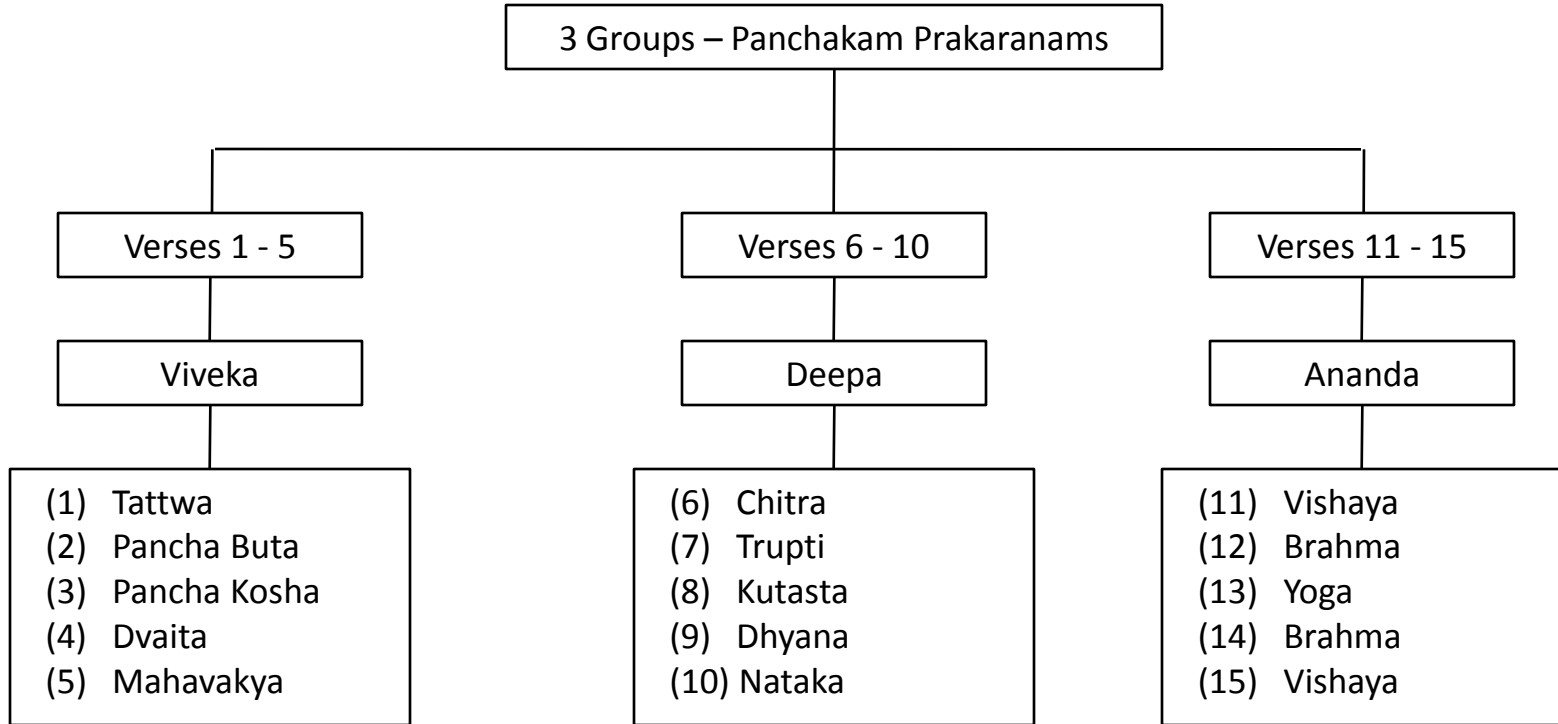 3 Groups – Panchakam Prakaranams
Verses 1 - 5
Verses 6 - 10
Verses 11 - 15
Viveka
Deepa
Ananda
(1) Tattwa
(2) Pancha Buta
(3) Pancha Kosha
(4) Dvaita
(5) Mahavakya
(6) Chitra
(7) Trupti
(8) Kutasta
(9) Dhyana
(10) Nataka
(11) Vishaya
(12) Brahma
(13) Yoga
(14) Brahma
(15) Vishaya